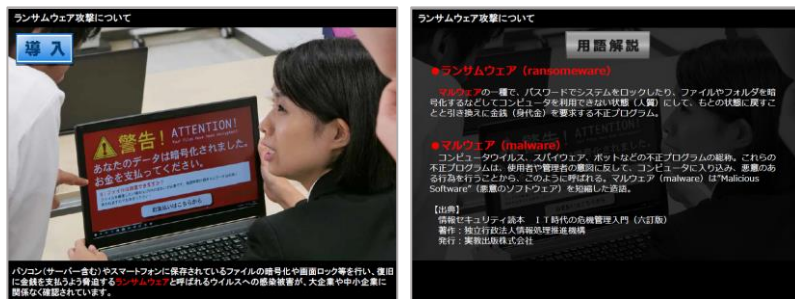 ランサムウェア攻撃について
導入
警告！ ATTENTION!
あなたのデータは暗号化されました。
お金を支払ってください。
お支払いはこちらから
パソコン（サーバー含む）やスマートフォンに保存されているファイルの暗号化や画面ロック等を行い、復旧
に金銭を支払うよう脅迫するランサムウェアと呼ばれるウイルスへの感染被害が、大企業や中小企業に
関係なく確認されています。
ランサムウェア攻撃について
用語解説
●ランサムウェア（ransomeware）
マルウェアの一種で、パスワードでシステムをロックしたり、ファイルやフォルダを暗
号化するなどしてコンピュータを利用できない状態（人質）にして、もとの状態に戻すこ
とと引き換えに金銭（身代金）を要求する不正プログラム。
●マルウェア（malware）
コンピュータウイルス、スパイウェア、ボットなどの不正プログラムの総称。これらの
不正プログラムは、使用者や管理者の意図に反して、コンピュータに入り込み、悪意のあ
る行為を行うことから、このように呼ばれる。マルウェア（malware）は“Malicious
Software”（悪意のソフトウェア）を短縮した造語。
【出典】
情報セキュリティ読本　ＩＴ時代の危機管理入門（六訂版）
著作：独立行政法人情報処理推進機構
発行：実教出版株式会社